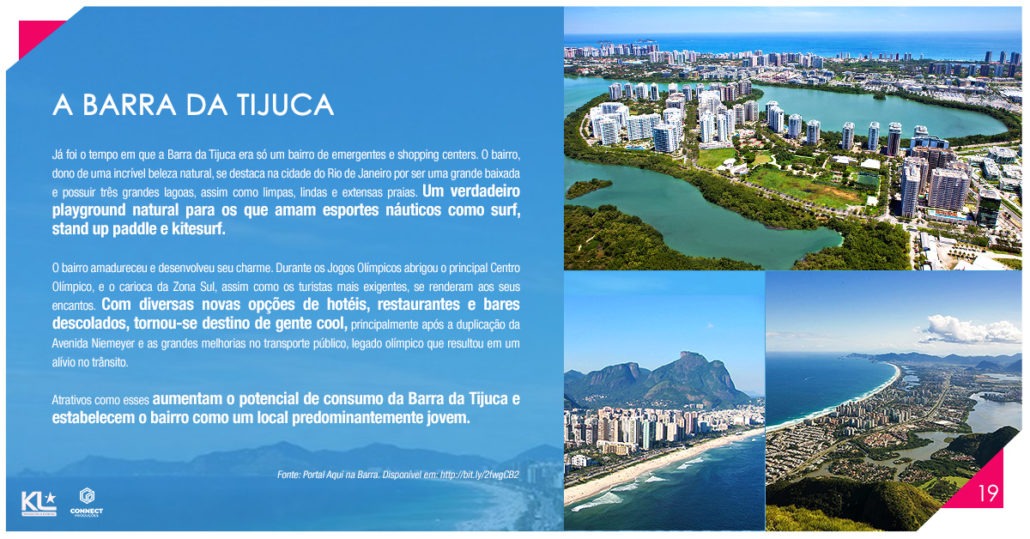 A BARRA DA TIJUCA
Já foi o tempo em que a Barra da Tijuca era só um bairro de emergentes e shopping centers. O bairro,
dono de uma incrível beleza natural, se destaca na cidade do Rio de Janeiro por ser uma grande baixada
e possuir três grandes lagoas, assim como limpas, lindas e extensas praias. Um verdadeiro
playground natural para os que amam esportes náuticos como surf,
stand up paddle e kitesurf.
O bairro amadureceu e desenvolveu seu charme. Durante os Jogos Olímpicos abrigou o principal Centro
Olímpico, e o carioca da Zona Sul, assim como os turistas mais exigentes, se renderam aos seus
encantos. Com diversas novas opções de hotéis, restaurantes e bares
descolados, tornou-se destino de gente cool, principalmente após a duplicação da
Avenida Niemeyer e as grandes melhorias no transporte público, legado olímpico que resultou em um
alívio no trânsito.
Atrativos como esses aumentam o potencial de consumo da Barra da Tijuca e
estabelecem o bairro como um local predominantemente jovem.
Fonte: Portal Aqui na Barra. Disponível em: http://bit.ly/2fwgCB2
KL
CONNECT
PRODUÇÕES
19